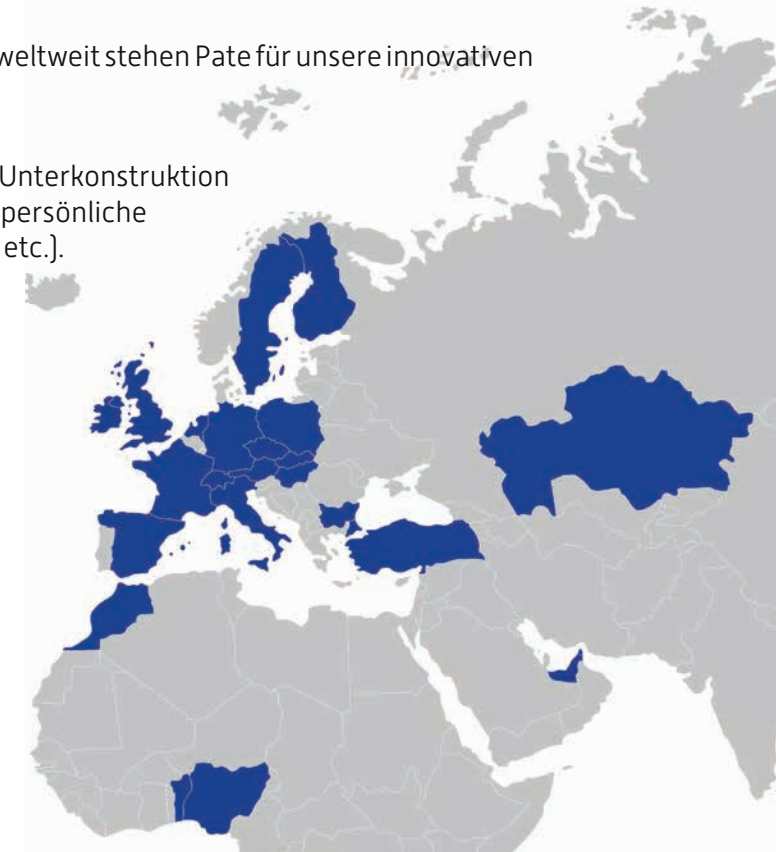 weltweit stehen Pate für unsere innovativen
Unterkonstruktion
persönliche
etc.].